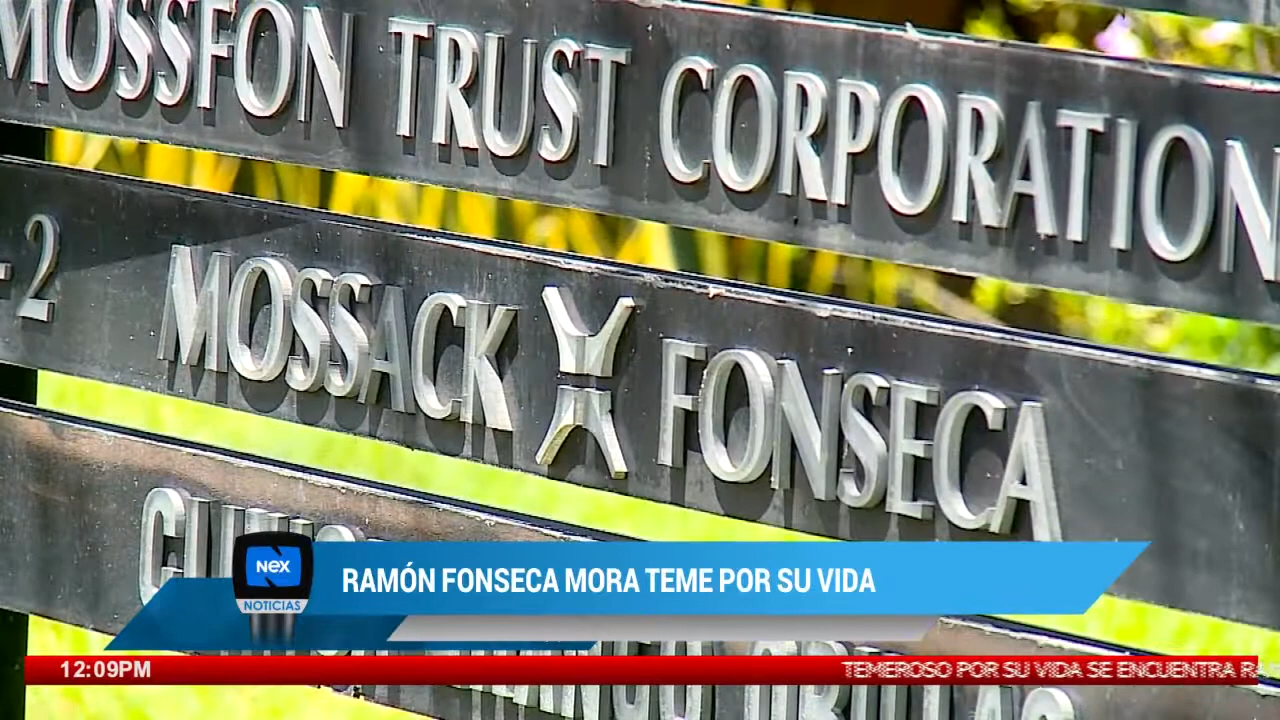 MOSSFON TRUST CORPORATION
-2 MOSSACK FONSECA
nex
NOTICIAS
RAMÓN FONSECA MORA TEME POR SU VIDA
12:09PM
TEMEROSO POR SU VIDA SE ENCUENTRA